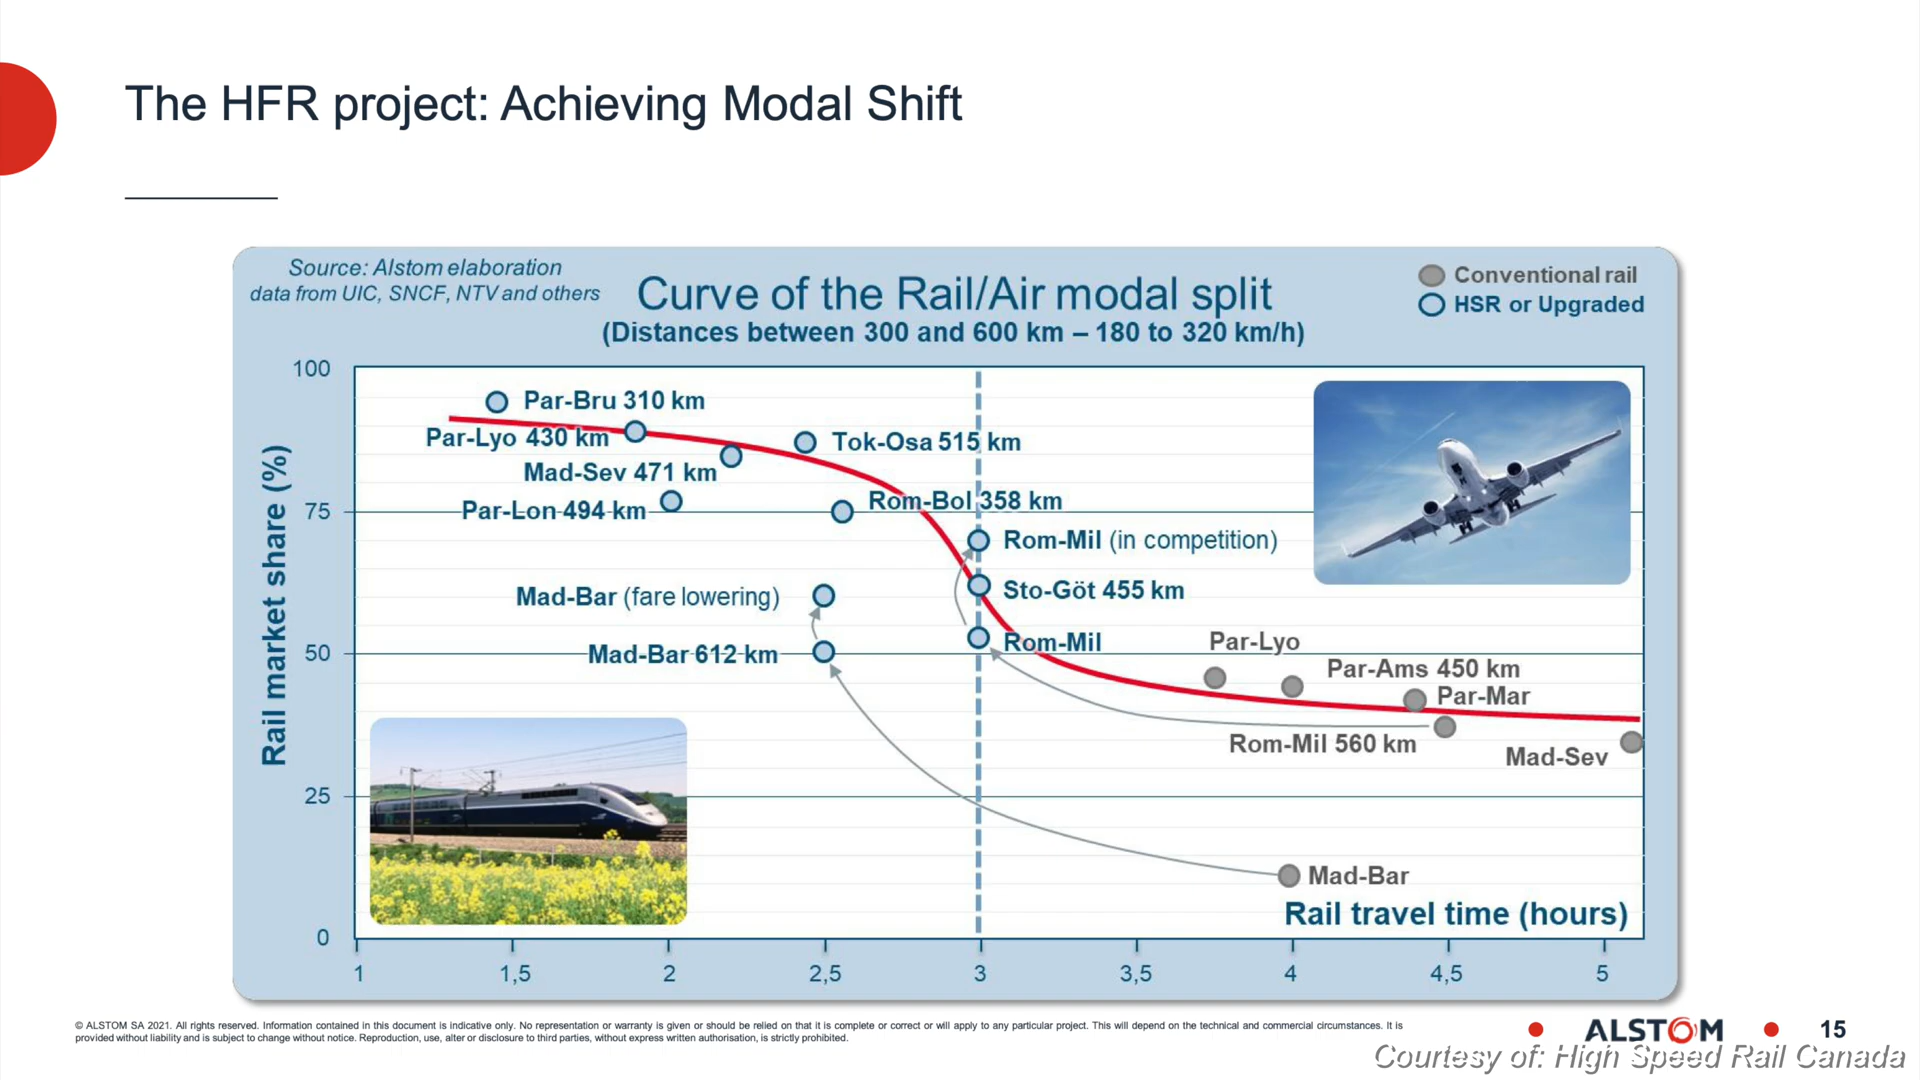 The HFR project: Achieving Modal Shift
Source: Alstom elaboration
data from UIC, SNCF, NTV and others
Curve of the Rail/Air modal split
(Distances between 300 and 600 km – 180 to 320 km/h)
Conventional rail
HSR or Upgraded
Rail market share (%)
100
75
50
25
0
Par-Bru 310 km
Par-Lyo 430 km
Tok-Osa 515 km
Mad-Sev 471 km
Par-Lon 494 km
Rom-Bol 358 km
Rom-Mil (in competition)
Mad-Bar (fare lowering)
Sto-Göt 455 km
Mad-Bar 612 km
Rom-Mil
Par-Lyo
Par-Ams 450 km
Par-Mar
Rom-Mil 560 km
Mad-Sev
Mad-Bar
Rail travel time (hours)
1
1,5
2
2,5
3
3,5
4
4,5
5
© ALSTOM SA 2021. All rights reserved. Information contained in this document is indicative only. No representation or warranty is given or should be relied on that it is complete or correct or will apply to any particular project. This will depend on the technical and commercial circumstances. It is
provided without liability and is subject to change without notice. Reproduction, use, alter or disclosure to third parties, without express written authorisation, is strictly prohibited.
ALSTOM
15
Courtesy of: High Speed Rail Canada